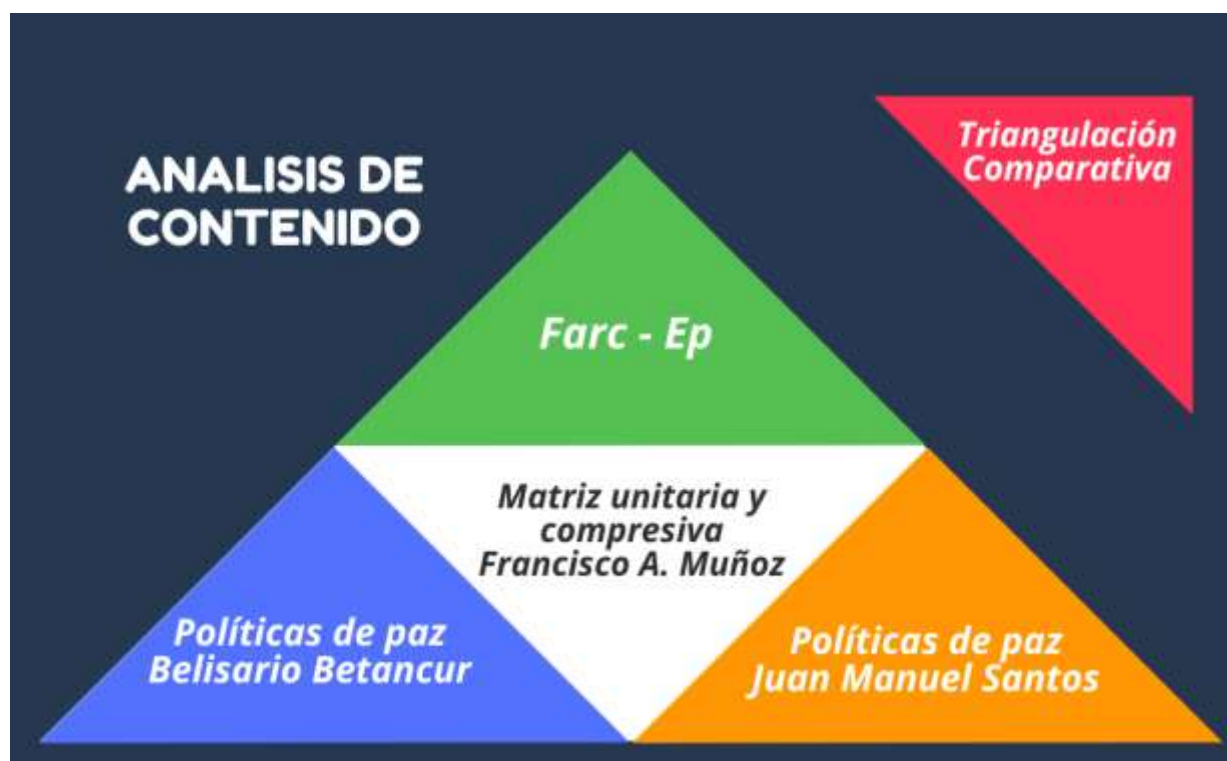 ANALISIS DE
CONTENIDO
Triangulación
Comparativa
Farc - Ep
Matriz unitaria y
compresiva
Francisco A. Muñoz
Políticas de paz
Belisario Betancur
Políticas de paz
Juan Manuel Santos